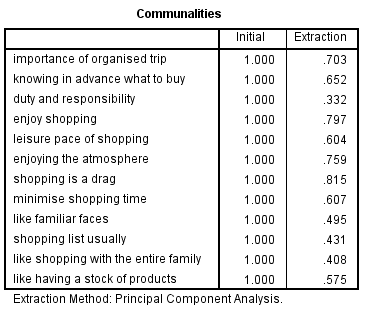 Communalities
Initial Extraction
importance of organised trip 1.000 .703
knowing in advance what to buy 1.000 .652
duty and responsibility 1.000 .332
enjoy shopping 1.000 .797
leisure pace of shopping 1.000 .604
enjoying the atmosphere 1.000 .759
shopping is a drag 1.000 .815
minimise shopping time 1.000 .607
like familiar faces 1.000 .495
shopping list usually 1.000 .431
like shopping with the entire family 1.000 .408
like having a stock of products 1.000 .575
Extraction Method: Principal Component Analysis.